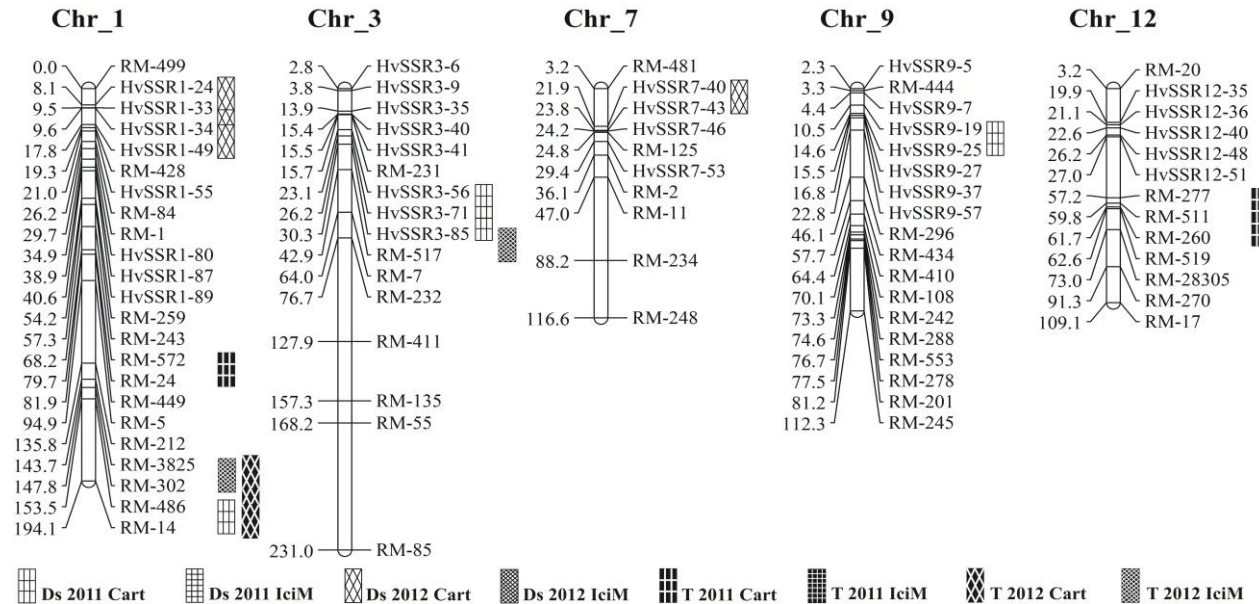 Chr_1 Chr_3 Chr_7 Chr_9 Chr_12
0.0 RM-499
8.1 HvSSR1-24
9.5 HvSSR1-33
9.6 HvSSR1-34
17.8 HvSSR1-49
19.3 RM-428
21.0 HvSSR1-55
26.2 RM-84
29.7 RM-1
34.9 HvSSR1-80
38.9 HvSSR1-87
40.6 HvSSR1-89
54.2 RM-259
57.3 RM-243
68.2 RM-572
79.7 RM-24
81.9 RM-449
94.9 RM-5
135.8 RM-212
143.7 RM-3825
147.8 RM-302
153.5 RM-486
194.1 RM-14
2.8 HvSSR3-6
3.8 HvSSR3-9
13.9 HvSSR3-35
15.4 HvSSR3-40
15.5 HvSSR3-41
15.7 RM-231
23.1 HvSSR3-56
26.2 HvSSR3-71
30.3 HvSSR3-85
42.9 RM-517
64.0 RM-7
76.7 RM-232
127.9 RM-411
157.3 RM-135
168.2 RM-55
231.0 RM-85
3.2 RM-481
21.9 HvSSR7-40
23.8 HvSSR7-43
24.2 HvSSR7-46
24.8 RM-125
29.4 HvSSR7-53
36.1 RM-2
47.0 RM-11
88.2 RM-234
116.6 RM-248
2.3 HvSSR9-5
3.3 RM-444
4.4 HvSSR9-7
10.5 HvSSR9-19
14.6 HvSSR9-25
15.5 HvSSR9-27
16.8 HvSSR9-37
22.8 HvSSR9-57
46.1 RM-296
57.7 RM-434
64.4 RM-410
70.1 RM-108
73.3 RM-242
74.6 RM-288
76.7 RM-553
77.5 RM-278
81.2 RM-201
112.3 RM-245
3.2 RM-20
19.9 HvSSR12-35
21.1 HvSSR12-36
22.6 HvSSR12-40
26.2 HvSSR12-48
27.0 HvSSR12-51
57.2 RM-277
59.8 RM-511
61.7 RM-260
62.6 RM-519
73.0 RM-28305
91.3 RM-270
109.1 RM-17
Ds 2011 Cart Ds 2011 IciM Ds 2012 Cart Ds 2012 IciM T 2011 Cart T 2011 IciM T 2012 Cart T 2012 IciM